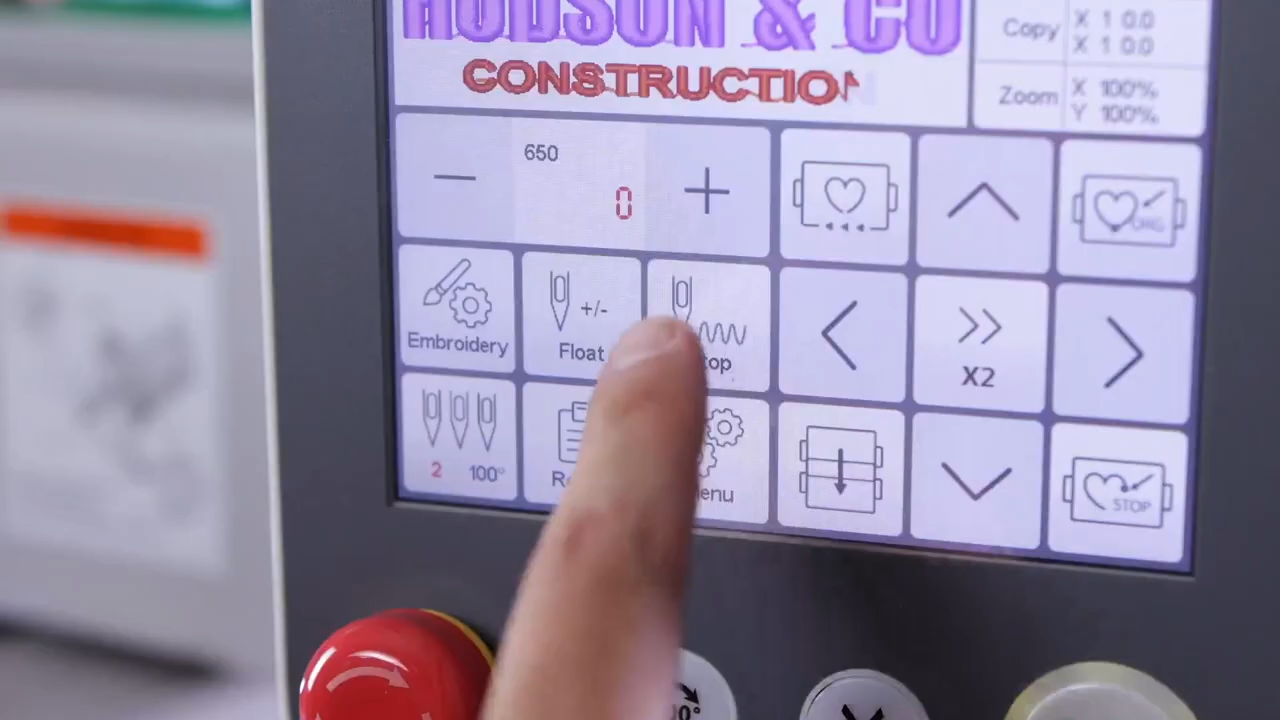 HUDSON & CO
CONSTRUCTION
Copy
X 1 0.0
X 1 0.0
Zoom
X 100%
Y 100%
650
0
Embroidery
+/-
Float
X2
2 100°
STOP